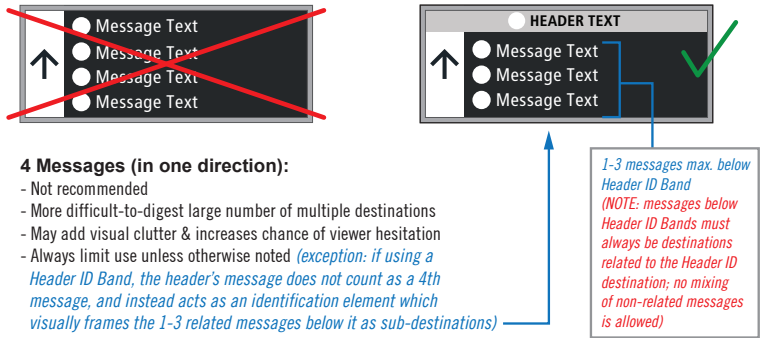 Message Text
Message Text
Message Text
Message Text
HEADER TEXT
Message Text
Message Text
Message Text
4 Messages (in one direction):
- Not recommended
- More difficult-to-digest large number of multiple destinations
- May add visual clutter & increases chance of viewer hesitation
- Always limit use unless otherwise noted (exception: if using a
Header ID Band, the header's message does not count as a 4th
message, and instead acts as an identification element which
visually frames the 1-3 related messages below it as sub-destinations)
1-3 messages max. below
Header ID Band
(NOTE: messages below
Header ID Bands must
always be destinations
related to the Header ID
destination; no mixing
of non-related messages
is allowed)